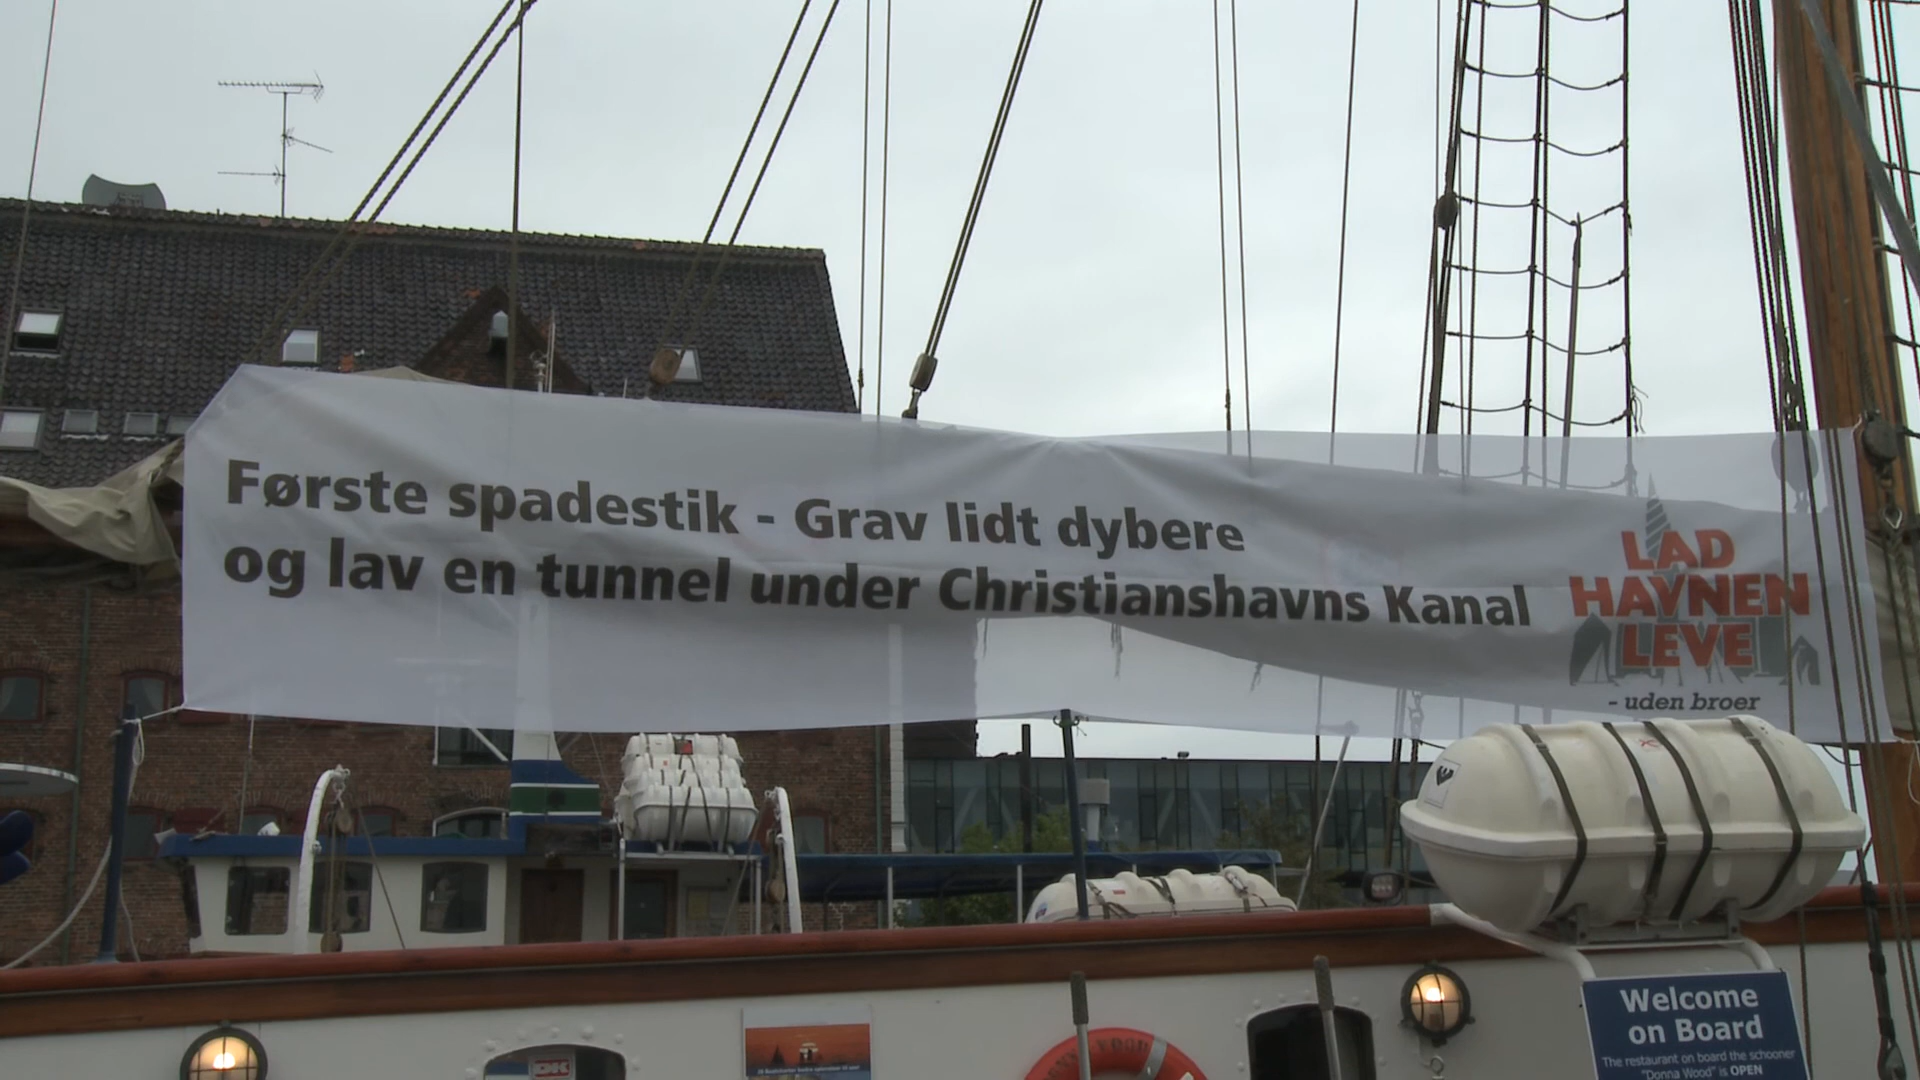 Første spadestik - Grav lidt dybere
og lav en tunnel under Christianshavns Kanal
LAD
HAVNEN
LEVE
- uden broer
Welcome
on Board
The restaurant on board the schooner
"Donna Wood" is OPEN